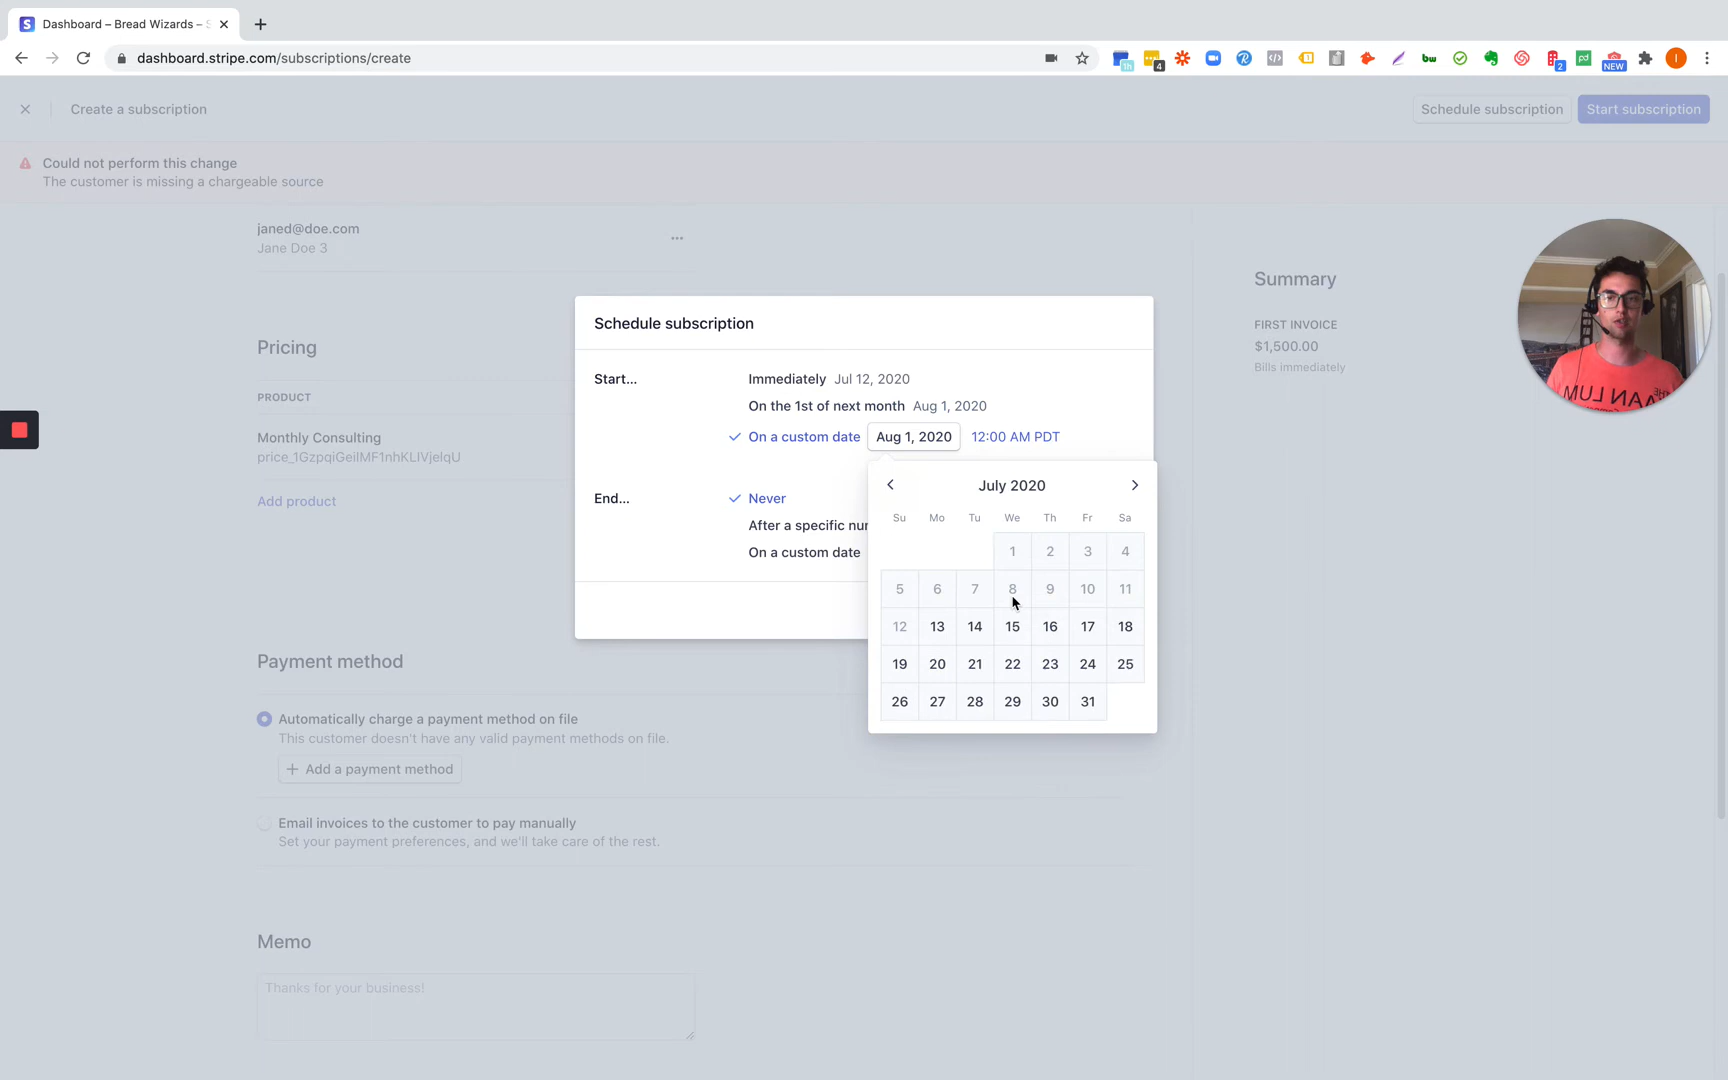 Dashboard – Bread Wizards –
dashboard.stripe.com/subscriptions/create
1h
4
2
NEW
I
Create a subscription
Schedule subscription
Start subscription
Could not perform this change
The customer is missing a chargeable source
janed@doe.com
Jane Doe 3
Pricing
PRODUCT
Monthly Consulting
price_1GzpqiGeiIMF1nhKLIVjelqU
Add product
Payment method
Automatically charge a payment method on file
This customer doesn't have any valid payment methods on file.
Add a payment method
Email invoices to the customer to pay manually
Set your payment preferences, and we'll take care of the rest.
Memo
Thanks for your business!
Schedule subscription
Start...
Immediately Jul 12, 2020
On the 1st of next month Aug 1, 2020
On a custom date Aug 1, 2020 12:00 AM PDT
End...
Never
After a specific
On a custom date
July 2020
Su Mo Tu We Th Fr Sa
1 2 3 4
5 6 7 8 9 10 11
12 13 14 15 16 17 18
19 20 21 22 23 24 25
26 27 28 29 30 31
Summary
FIRST INVOICE
$1,500.00
Bills immediately